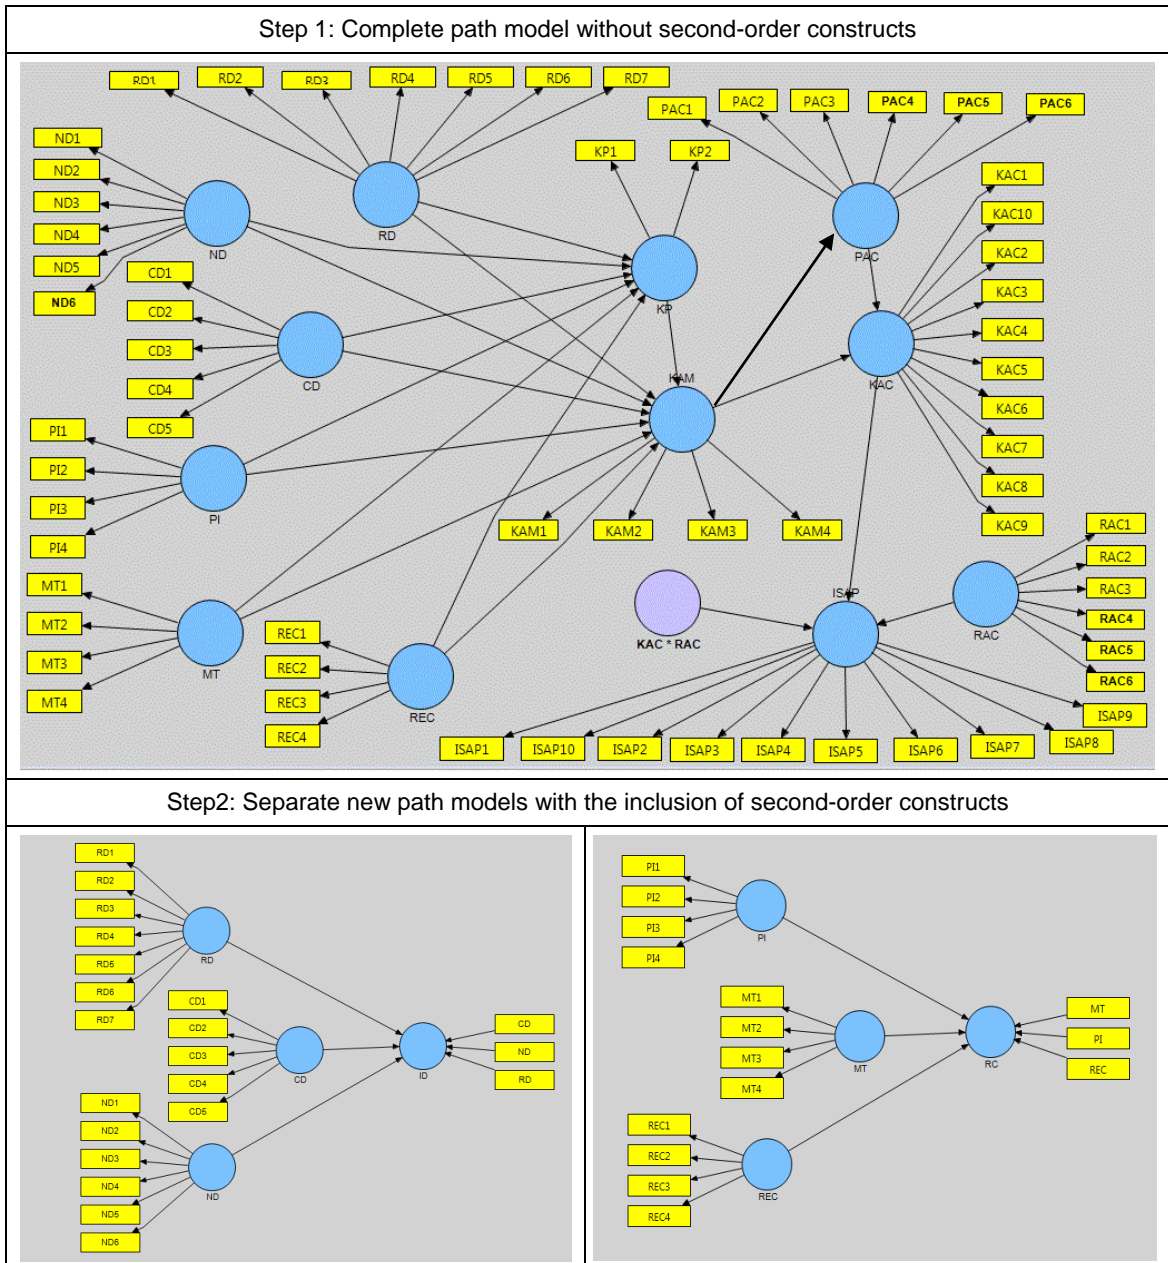 Step 1: Complete path model without second-order constructs
RD1
RD2
RD3
RD4
RD5
RD6
RD7
PAC1
PAC2
PAC3
PAC4
PAC5
PAC6
ND1
ND2
ND3
ND4
ND5
ND6
ND
RD
KP1
KP2
KP
PAC
KAC1
KAC10
KAC2
KAC3
KAC4
KAC5
KAC6
KAC7
KAC8
KAC9
KAC
CD1
CD2
CD3
CD4
CD5
CD
KAM
KAM1
KAM2
KAM3
KAM4
PI1
PI2
PI3
PI4
PI
MT1
MT2
MT3
MT4
MT
REC1
REC2
REC3
REC4
REC
KAC * RAC
ISAP
RAC
RAC1
RAC2
RAC3
RAC4
RAC5
RAC6
ISAP1
ISAP10
ISAP2
ISAP3
ISAP4
ISAP5
ISAP6
ISAP7
ISAP8
ISAP9
Step2: Separate new path models with the inclusion of second-order constructs
RD1
RD2
RD3
RD4
RD5
RD6
RD7
RD
CD1
CD2
CD3
CD4
CD5
CD
ID
CD
ND
RD
ND1
ND2
ND3
ND4
ND5
ND6
ND
PI1
PI2
PI3
PI4
PI
MT1
MT2
MT3
MT4
MT
RC
MT
PI
REC
REC1
REC2
REC3
REC4
REC